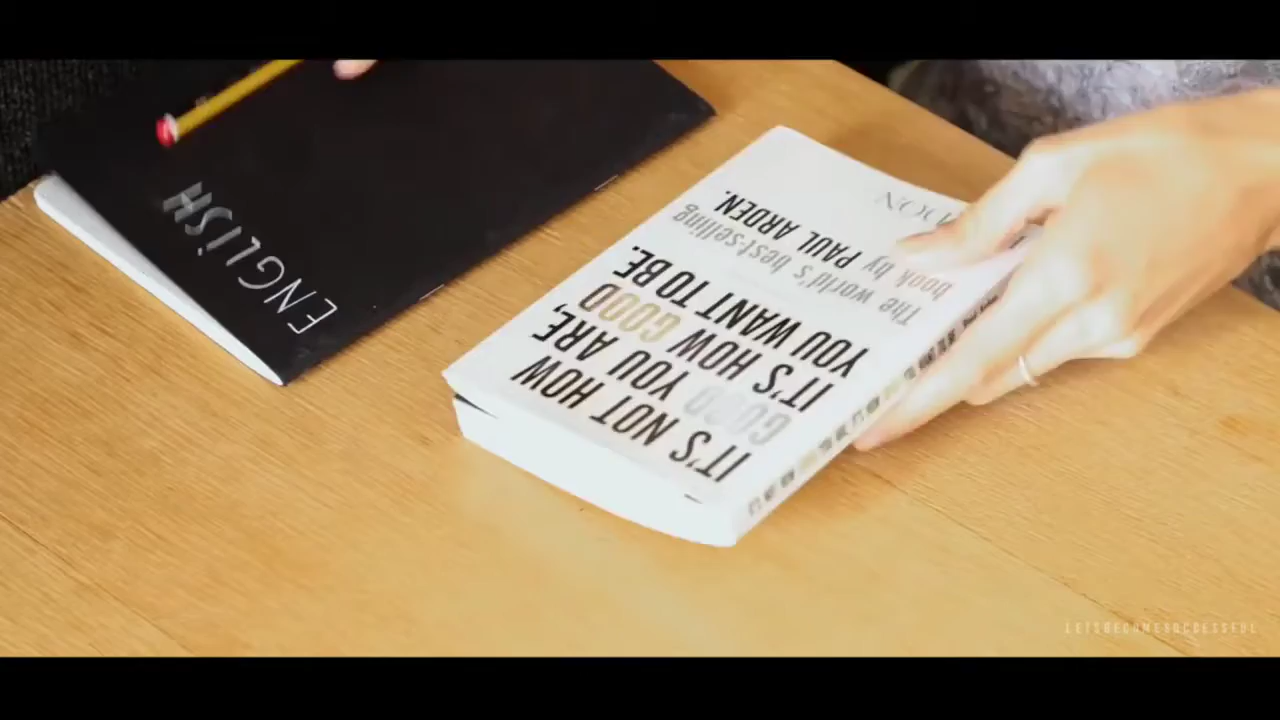 ENGLISH
IT'S NOT HOW
GOOD YOU ARE,
IT'S HOW GOOD
YOU WANT TO BE.
The world's best-selling
book by PAUL ARDEN.
LETSBECOMESUCCESSFUL